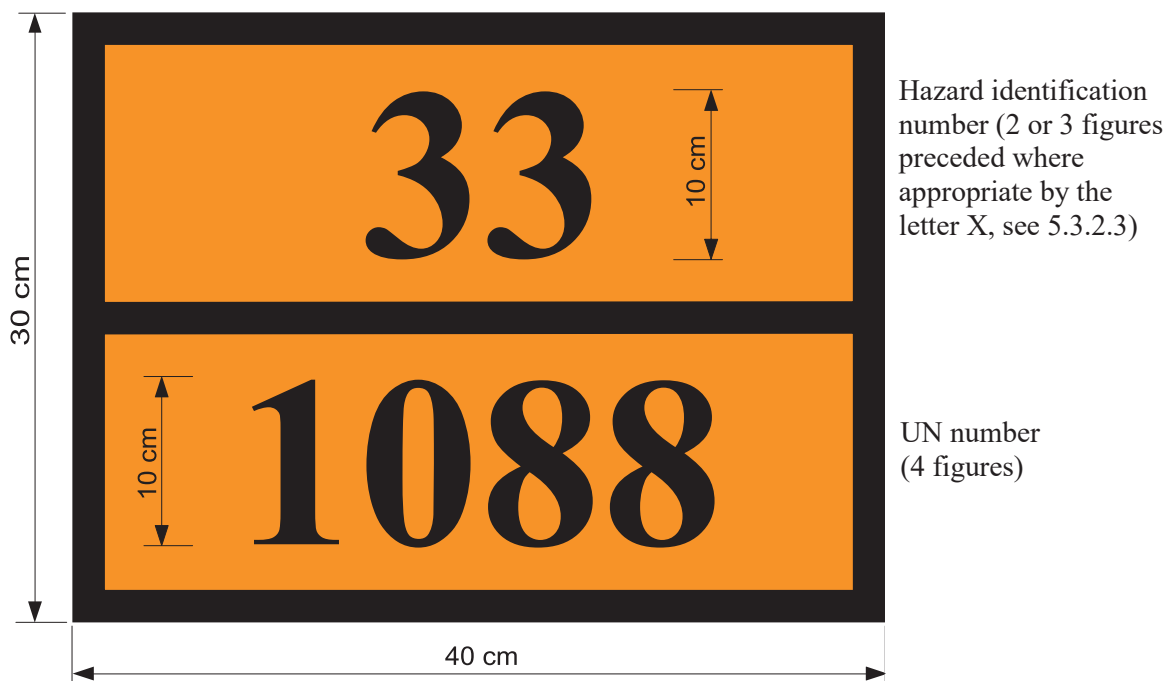 33
10 cm
Hazard identification
number (2 or 3 figures
preceded where
appropriate by the
letter X, see 5.3.2.3)
30 cm
1088
10 cm
UN number
(4 figures)
40 cm